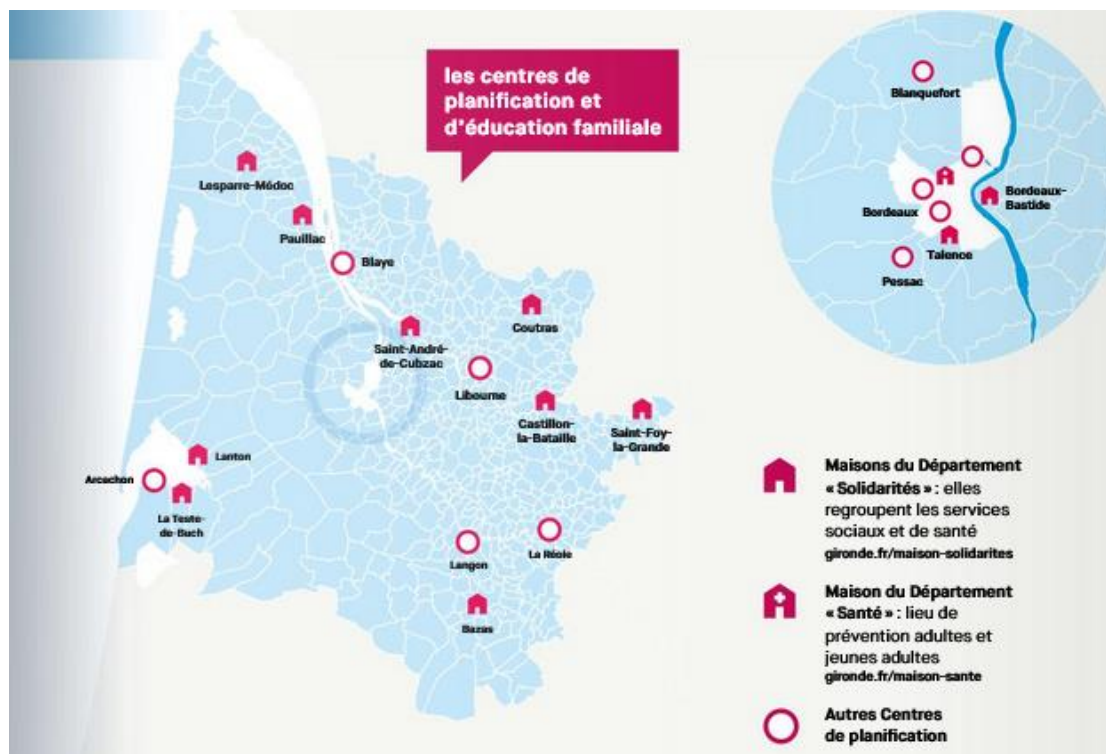 les centres de
planification et
d'éducation familiale
Lesparre-Médoc
Pauillac
Blaye
Saint-André-
de-Cubzac
Coutras
Libourne
Castillon-
la-Bataille
Saint-Foy-
la-Grande
Lanton
Arcachon
La Teste-
de-Buch
Langon
La Réole
Bazas
Blanquefort
Bordeaux
Bordeaux-
Bastide
Talence
Pessac
Maisons du Département
« Solidarités » : elles
regroupent les services
sociaux et de santé
gironde.fr/maison-solidarites
Maison du Département
« Santé » : lieu de
prévention adultes et
jeunes adultes
gironde.fr/maison-sante
Autres Centres
de planification